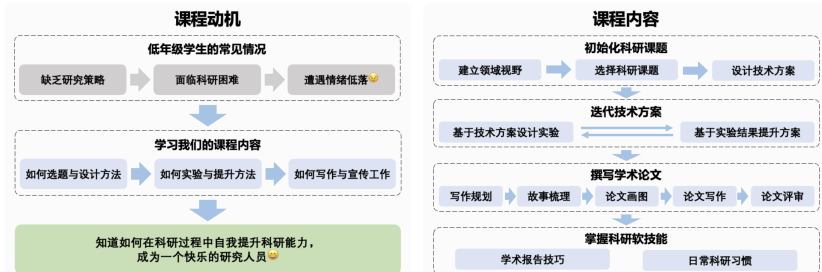 课程动机
低年级学生的常见情况
缺乏研究策略
面临科研困难
遭遇情绪低落
学习我们的课程内容
如何选题与设计方法
如何实验与提升方法
如何写作与宣传工作
知道如何在科研过程中自我提升科研能力，
成为一个快乐的研究人员
课程内容
初始化科研课题
建立领域视野
选择科研课题
设计技术方案
迭代技术方案
基于技术方案设计实验
基于实验结果提升方案
撰写学术论文
写作规划
故事梳理
论文画图
论文写作
论文评审
掌握科研软技能
学术报告技巧
日常科研习惯